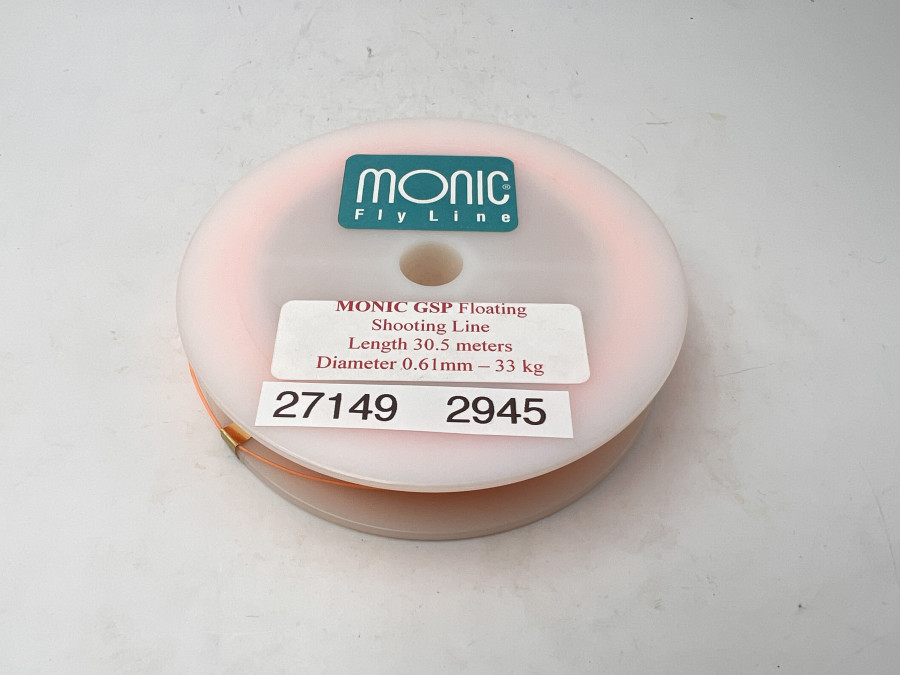 monic®
Fly Line
MONIC GSP Floating
Shooting Line
Length 30.5 meters
Diameter 0.61mm – 33 kg
27149 2945